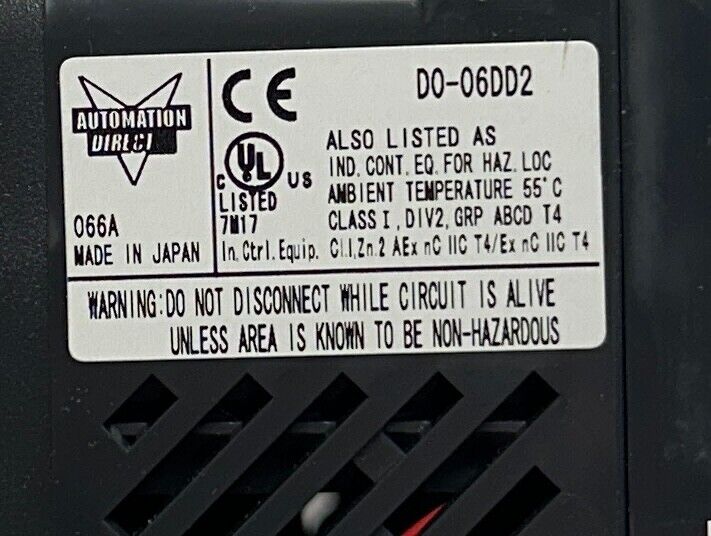 AUTOMATION
DIRECT
066A
MADE IN JAPAN
CE
D0-06DD2
C UL US
LISTED
7M17
In. Ctrl. Equip.
ALSO LISTED AS
IND. CONT. EQ. FOR HAZ. LOC
AMBIENT TEMPERATURE 55°C
CLASS I, DIV2, GRP ABCD T4
Cl.I,Zn.2 AEx nC IIC T4/Ex nC IIC T4
WARNING:DO NOT DISCONNECT WHILE CIRCUIT IS ALIVE
UNLESS AREA IS KNOWN TO BE NON-HAZARDOUS